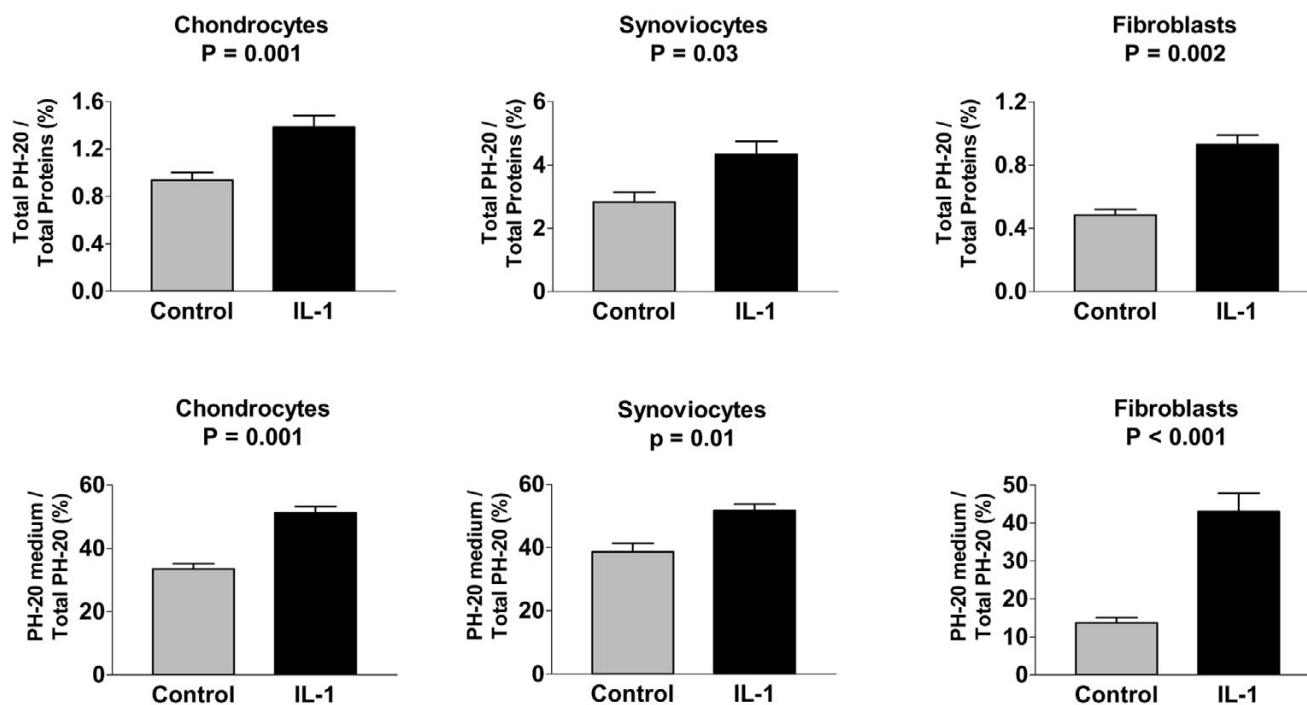 Chondrocytes
P = 0.001
Total PH-20 /
Total Proteins (%)
1.6
1.2
0.8
0.4
0.0
Control IL-1
Synoviocytes
P = 0.03
Total PH-20 /
Total Proteins (%)
6
4
2
0
Control IL-1
Fibroblasts
P = 0.002
Total PH-20 /
Total Proteins (%)
1.2
0.8
0.4
0.0
Control IL-1
Chondrocytes
P = 0.001
PH-20 medium /
Total PH-20 (%)
60
40
20
0
Control IL-1
Synoviocytes
p = 0.01
PH-20 medium /
Total PH-20 (%)
60
40
20
0
Control IL-1
Fibroblasts
P < 0.001
PH-20 medium /
Total PH-20 (%)
50
40
30
20
10
0
Control IL-1